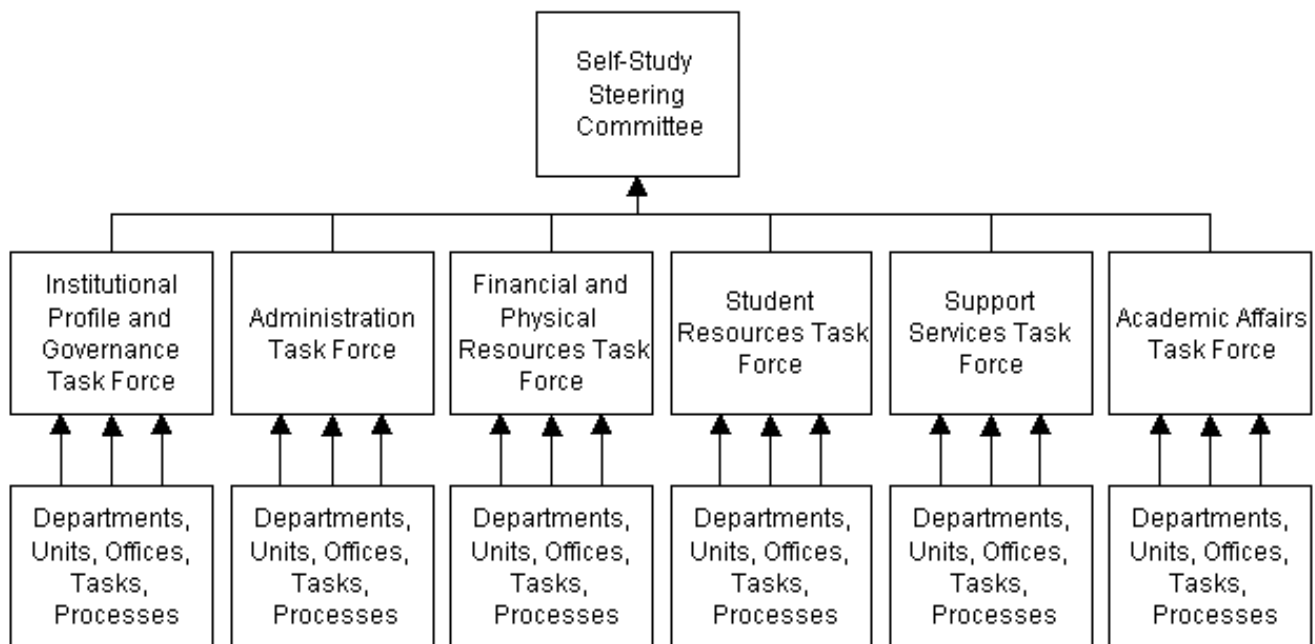 Self-Study
Steering
Committee
Institutional
Profile and
Governance
Task Force
Administration
Task Force
Financial and
Physical
Resources Task
Force
Student
Resources Task
Force
Support
Services Task
Force
Academic Affairs
Task Force
Departments,
Units, Offices,
Tasks,
Processes
Departments,
Units, Offices,
Tasks,
Processes
Departments,
Units, Offices,
Tasks,
Processes
Departments,
Units, Offices,
Tasks,
Processes
Departments,
Units, Offices,
Tasks,
Processes
Departments,
Units, Offices,
Tasks,
Processes